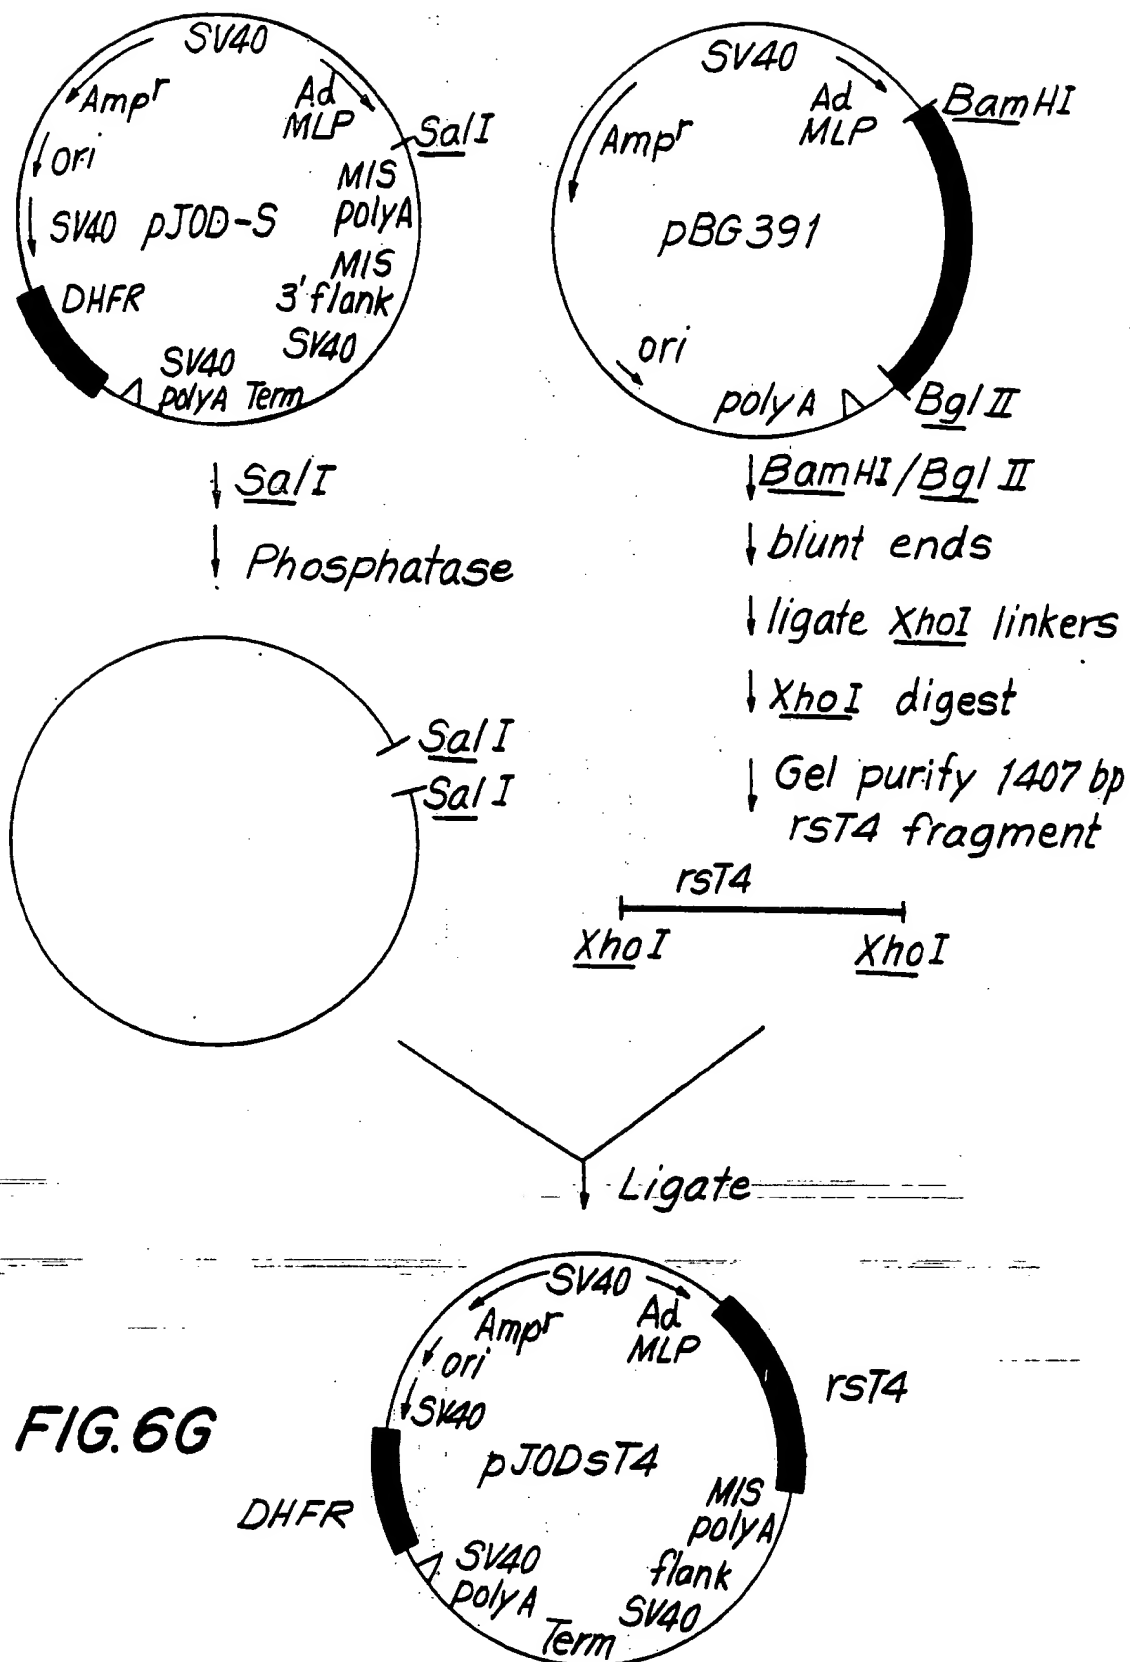 SV40
Ampr
Ad
MLP
SalI
ori
MIS
polyA
SV40
pJOD-S
MIS
3' flank
DHFR
SV40
SV40
polyA Term
SalI
Phosphatase
SalI
SalI
SV40
Ad
MLP
BamHI
Ampr
pBG391
ori
polyA
BglII
BamHI/BglII
blunt ends
ligate XhoI linkers
XhoI digest
Gel purify 1407 bp
rsT4 fragment
rsT4
XhoI
XhoI
Ligate
SV40
Ampr
Ad
MLP
ori
rsT4
SV40
FIG. 6G
pJODsT4
MIS
polyA
DHFR
flank
SV40
SV40
polyA
Term